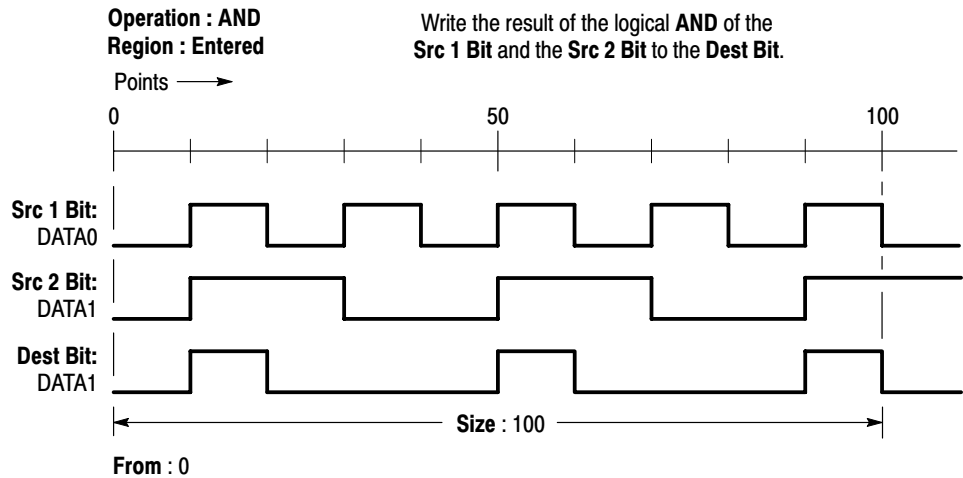 Operation : AND
Region : Entered
Write the result of the logical AND of the
Src 1 Bit and the Src 2 Bit to the Dest Bit.
Points
0 50 100
Src 1 Bit:
DATA0
Src 2 Bit:
DATA1
Dest Bit:
DATA1
Size : 100
From : 0